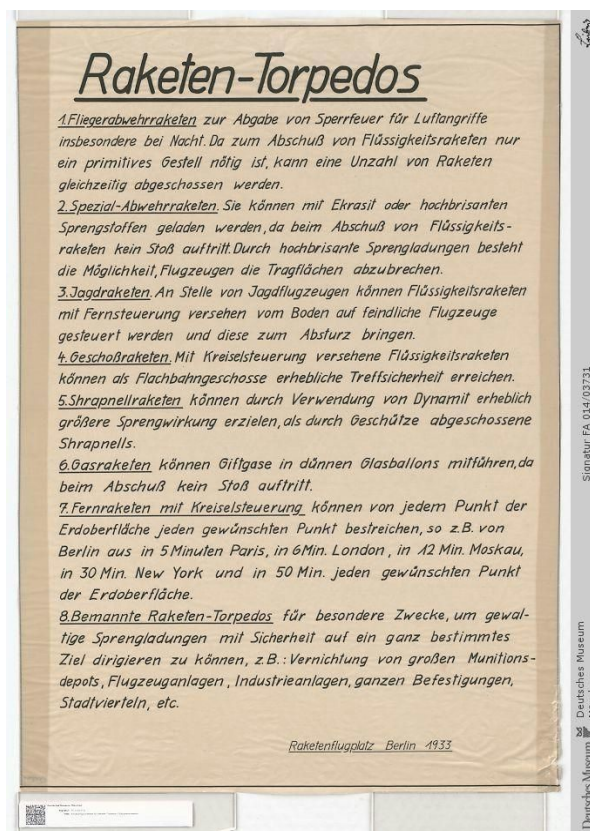 Raketen-Torpedos
1.Fliegerabwehrraketen zur Abgabe von Sperrfeuer für Luftangriffe
insbesondere bei Nacht. Da zum Abschuß von Flüssigkeitsraketen nur
ein primitives Gestell nötig ist, kann eine Unzahl von Raketen
gleichzeitig abgeschossen werden.
2.Spezial-Abwehrraketen. Sie können mit Ekrasit oder hochbrisanten
Sprengstoffen geladen werden, da beim Abschuß von Flüssigkeits-
raketen kein Stoß auftritt. Durch hochbrisante Sprengladungen besteht
die Möglichkeit, Flugzeugen die Tragflächen abzubrechen.
3.Jagdraketen. An Stelle von Jagdflugzeugen können Flüssigkeitsraketen
mit Fernsteuerung versehen vom Boden auf feindliche Flugzeuge
gesteuert werden und diese zum Absturz bringen.
4.Geschoßraketen. Mit Kreiselsteuerung versehene Flüssigkeitsraketen
können als Flachbahngeschosse erhebliche Treffsicherheit erreichen.
5.Shrapnellraketen können durch Verwendung von Dynamit erheblich
größere Sprengwirkung erzielen, als durch Geschütze abgeschossene
Shrapnells.
6.Gasraketen können Giftgase in dünnen Glasballons mitführen, da
beim Abschuß kein Stoß auftritt.
7.Fernraketen mit Kreiselsteuerung können von jedem Punkt der
Erdoberfläche jeden gewünschten Punkt bestreichen, so z.B. von
Berlin aus in 5 Minuten Paris, in 6 Min. London, in 12 Min. Moskau,
in 30 Min. New York und in 50 Min. jeden gewünschten Punkt
der Erdoberfläche.
8.Bemannte Raketen-Torpedos für besondere Zwecke, um gewal-
tige Sprengladungen mit Sicherheit auf ein ganz bestimmtes
Ziel dirigieren zu können, z.B.: Vernichtung von großen Munitions-
depots, Flugzeuganlagen, Industrieanlagen, ganzen Befestigungen,
Stadtvierteln, etc.
Raketenflugplatz Berlin 1933
Signatur FA 014/03731
Deutsches Museum
Deutsches Museum